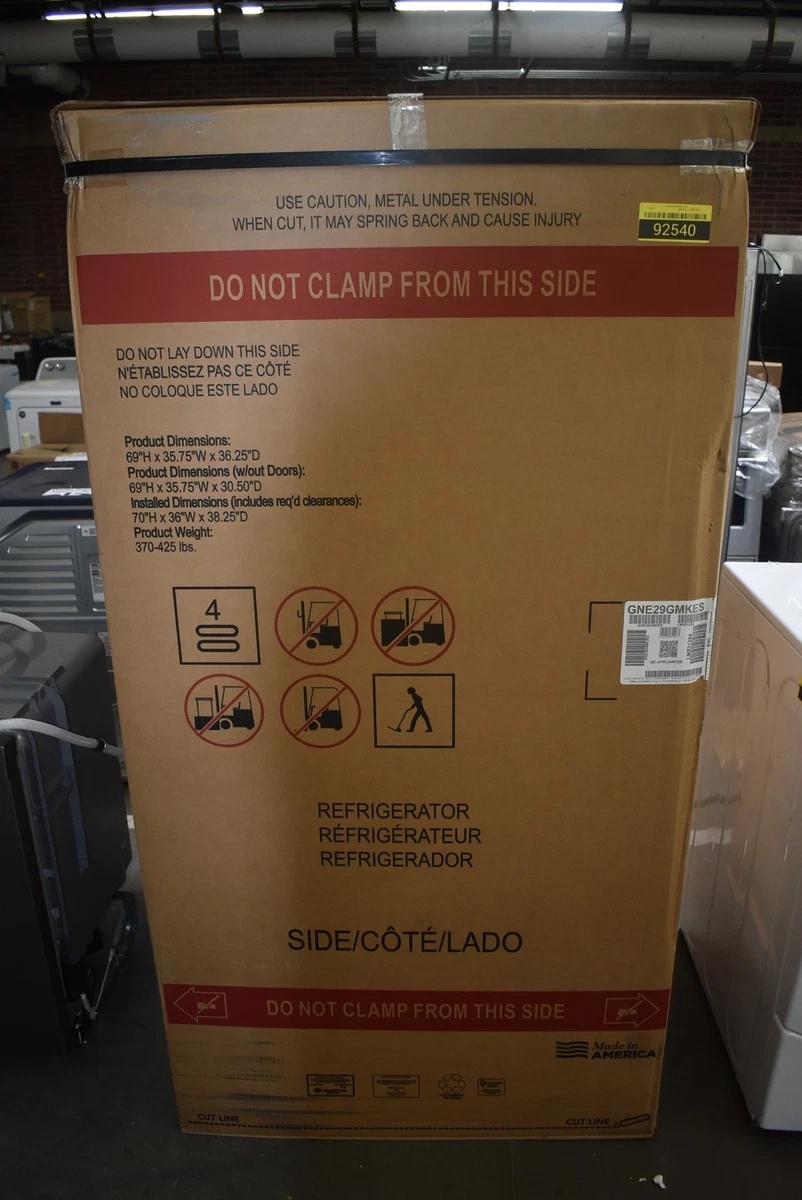 USE CAUTION, METAL UNDER TENSION.
WHEN CUT, IT MAY SPRING BACK AND CAUSE INJURY
92540
DO NOT CLAMP FROM THIS SIDE
DO NOT LAY DOWN THIS SIDE
N'ÉTABLISSEZ PAS CE CÔTÉ
NO COLOQUE ESTE LADO
Product Dimensions:
69"H x 35.75"W x 36.25"D
Product Dimensions (w/out Doors):
69"H x 35.75"W x 30.50"D
Installed Dimensions (includes req'd clearances):
70"H x 36"W x 38.25"D
Product Weight:
370-425 lbs.
4
GNE29GMKES
GE APPLIANCES
REFRIGERATOR
RÉFRIGÉRATEUR
REFRIGERADOR
SIDE/CÔTÉ/LADO
DO NOT CLAMP FROM THIS SIDE
Made in
AMERICA
CUT LINE
CUT LINE